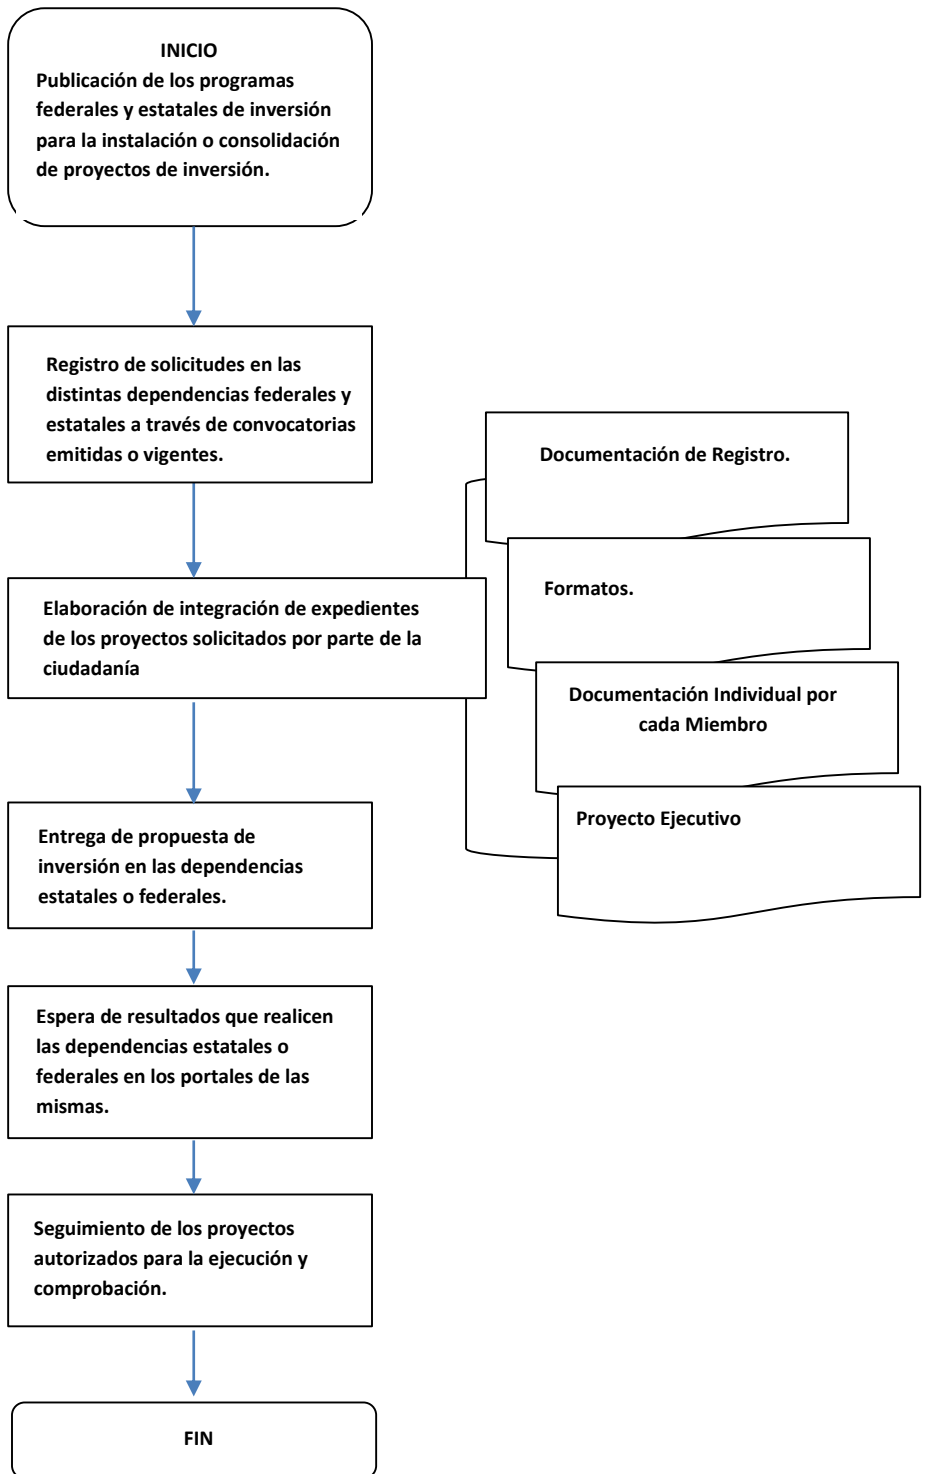 INICIO
Publicación de los programas
federales y estatales de inversión
para la instalación o consolidación
de proyectos de inversión.
Registro de solicitudes en las
distintas dependencias federales y
estatales a través de convocatorias
emitidas o vigentes.
Documentación de Registro.
Formatos.
Elaboración de integración de expedientes
de los proyectos solicitados por parte de la
ciudadanía
Documentación Individual por
cada Miembro
Proyecto Ejecutivo
Entrega de propuesta de
inversión en las dependencias
estatales o federales.
Espera de resultados que realicen
las dependencias estatales o
federales en los portales de las
mismas.
Seguimiento de los proyectos
autorizados para la ejecución y
comprobación.
FIN